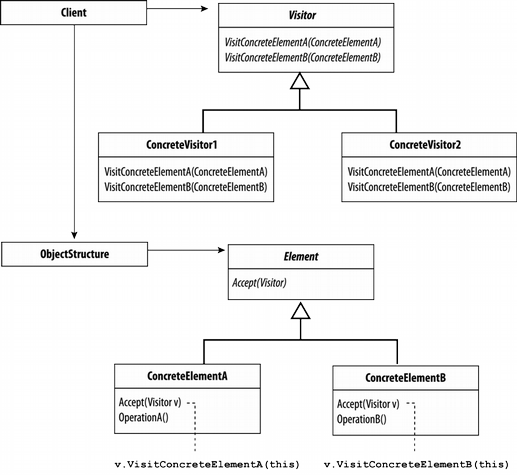 Client
Visitor
VisitConcreteElementA(ConcreteElementA)
VisitConcreteElementB(ConcreteElementB)
ConcreteVisitor1
VisitConcreteElementA(ConcreteElementA)
VisitConcreteElementB(ConcreteElementB)
ConcreteVisitor2
VisitConcreteElementA(ConcreteElementA)
VisitConcreteElementB(ConcreteElementB)
ObjectStructure
Element
Accept(Visitor)
ConcreteElementA
Accept(Visitor v)
OperationA()
v.VisitConcreteElementA(this)
ConcreteElementB
Accept(Visitor v)
OperationB()
v.VisitConcreteElementB(this)